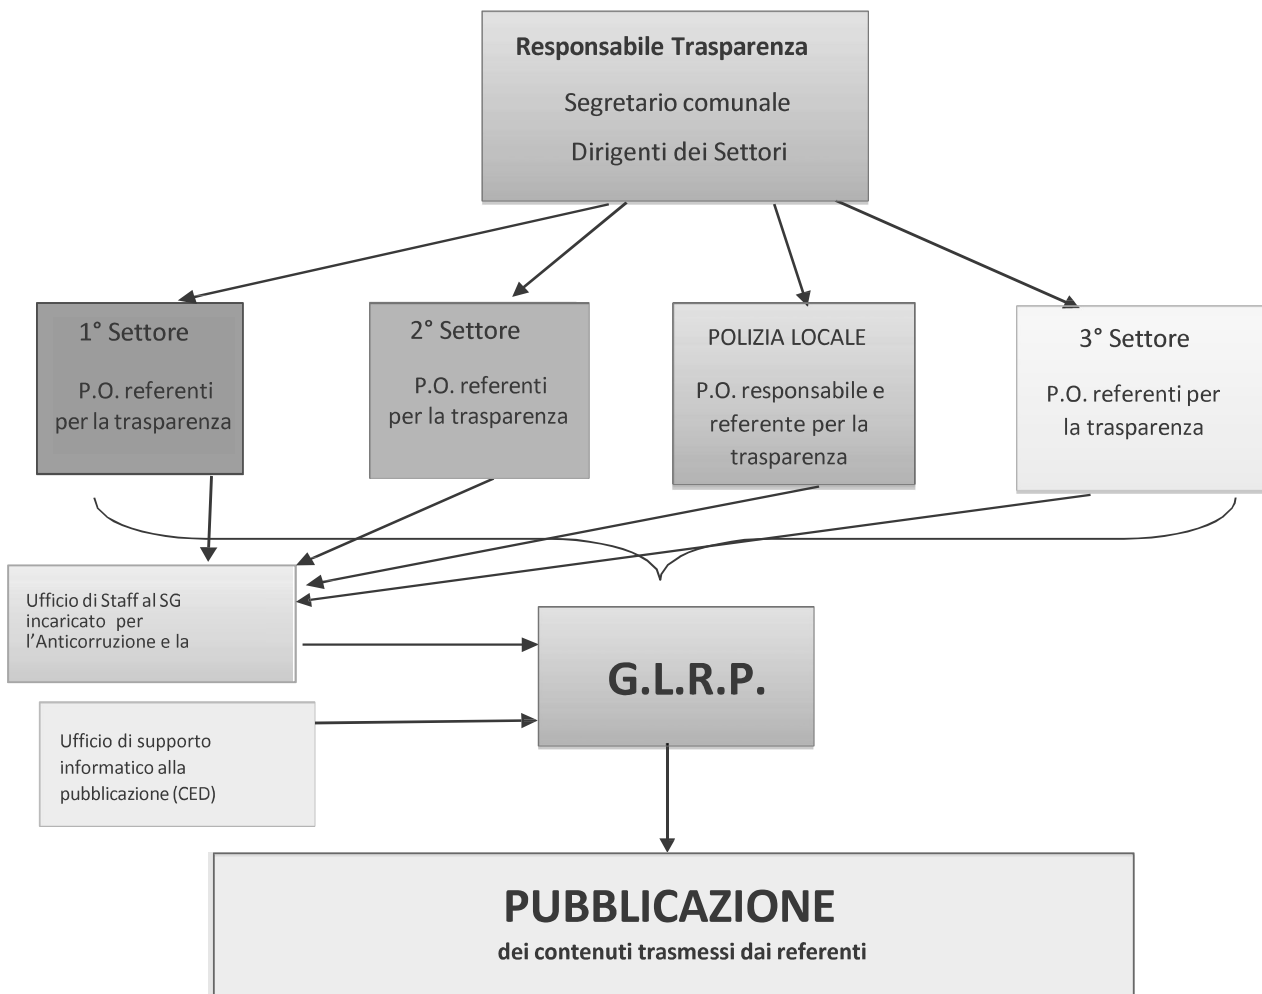 Responsabile Trasparenza
Segretario comunale
Dirigenti dei Settori
1° Settore
P.O. referenti
per la trasparenza
2° Settore
P.O. referenti
per la trasparenza
POLIZIA LOCALE
P.O. responsabile e
referente per la
trasparenza
3° Settore
P.O. referenti per
la trasparenza
Ufficio di Staff al SG
incaricato per
l'Anticorruzione e la
G.L.R.P.
Ufficio di supporto
informatico alla
pubblicazione (CED)
PUBBLICAZIONE
dei contenuti trasmessi dai referenti